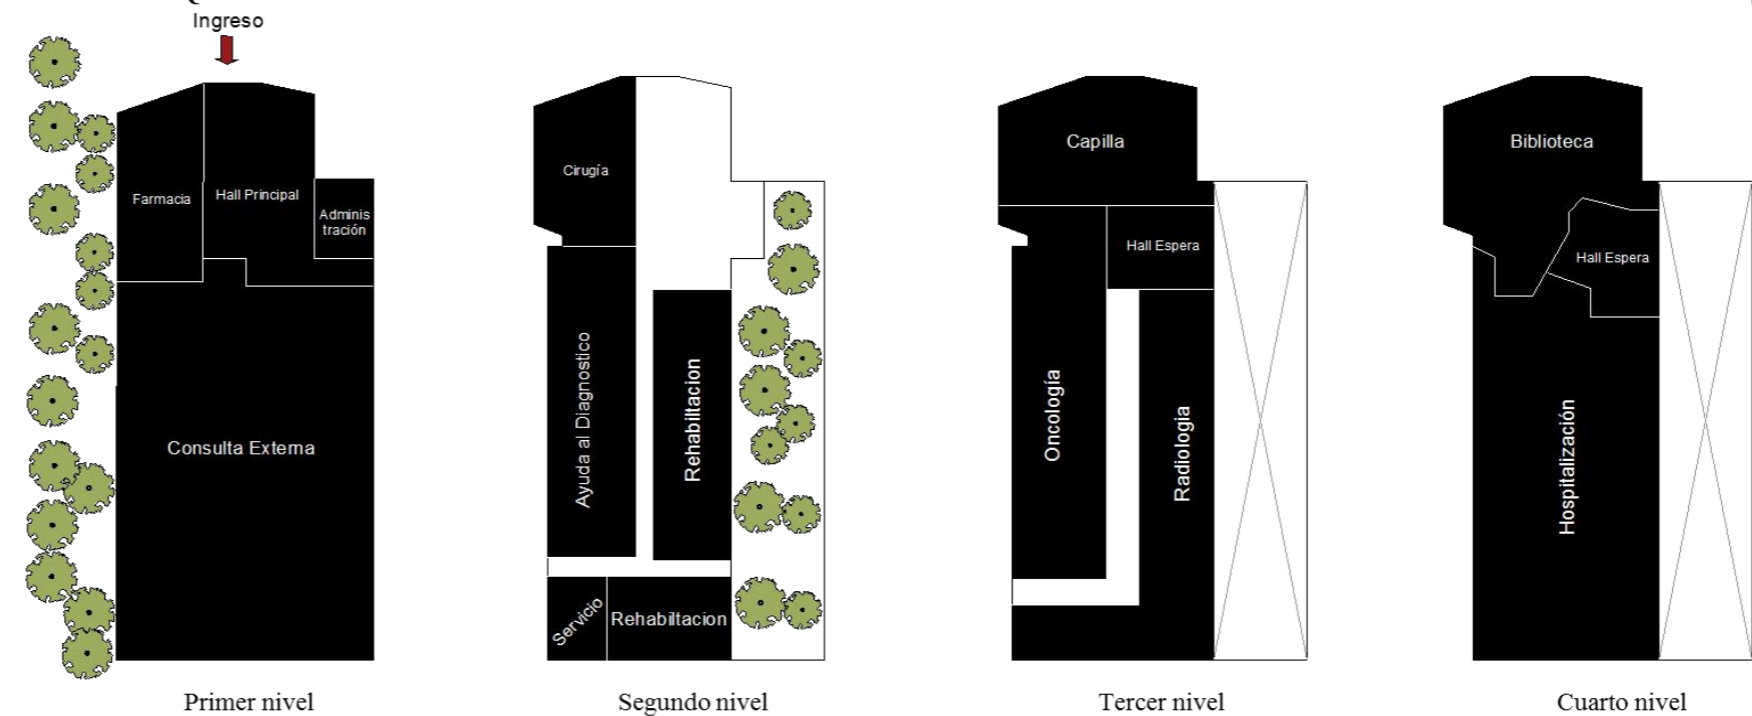 Ingreso
Farmacia
Hall Principal
Adminis
tración
Consulta Externa
Primer nivel
Cirugía
Ayuda al Diagnostico
Rehabiltacion
Servicio
Rehabiltacion
Segundo nivel
Capilla
Hall Espera
Oncología
Radiologia
Tercer nivel
Biblioteca
Hall Espera
Hospitalización
Cuarto nivel